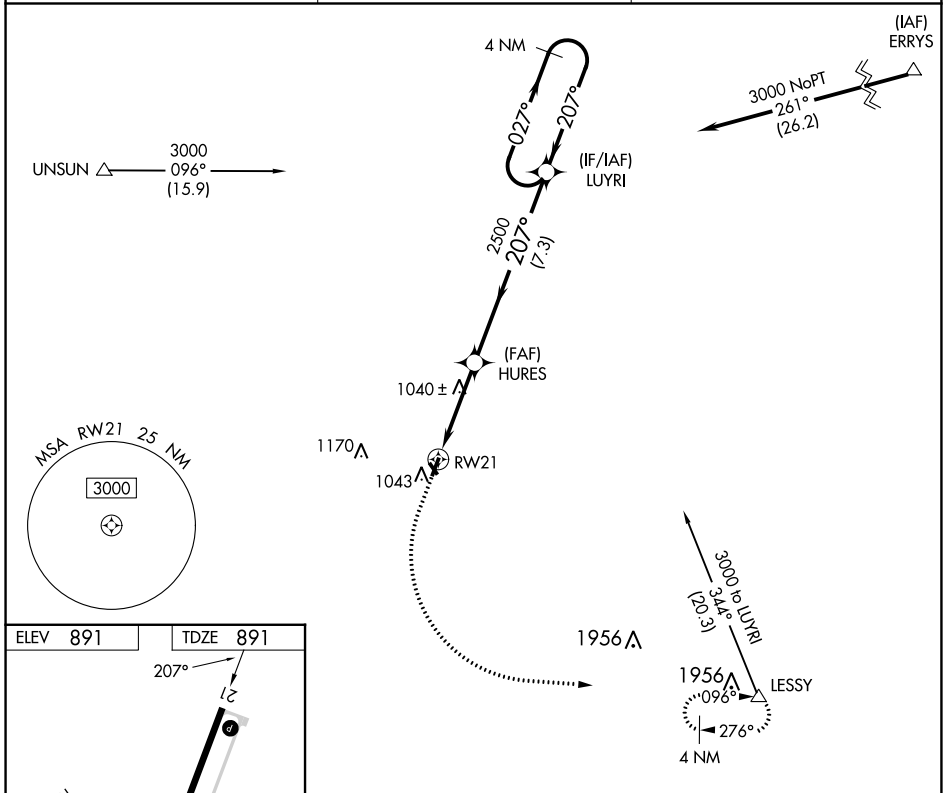 (IAF)
ERRYS
4 NM
3000 NoPT
261°
(26.2)
027°
207°
3000
UNSUN
096°
(15.9)
(IF/IAF)
LUYRI
2500
207°
(7.3)
(FAF)
HURES
1040 ±
MSA RW21 25 NM
3000
1170
1043
RW21
3000 to LUYRI
344°
(20.3)
1956
1956
LESSY
096°
276°
4 NM
ELEV 891
TDZE 891
207°
21
P